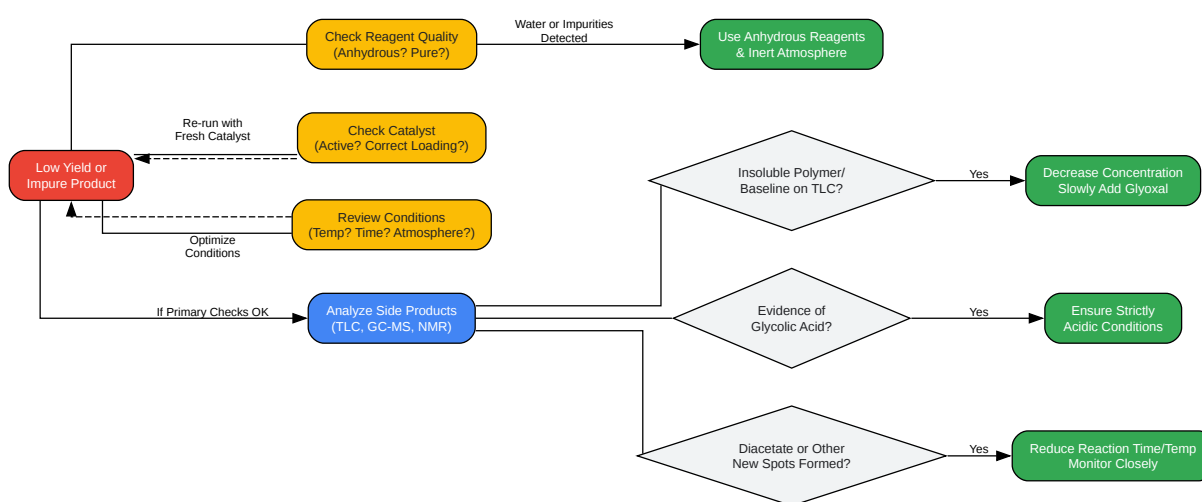 Water or Impurities
Detected
Check Reagent Quality
(Anhydrous? Pure?)
Use Anhydrous Reagents
& Inert Atmosphere
Re-run with
Fresh Catalyst
Check Catalyst
(Active? Correct Loading?)
Low Yield or
Impure Product
Insoluble Polymer/
Baseline on TLC?
Yes
Decrease Concentration
Slowly Add Glyoxal
Review Conditions
(Temp? Time? Atmosphere?)
Optimize
Conditions
If Primary Checks OK
Analyze Side Products
(TLC, GC-MS, NMR)
Evidence of
Glycolic Acid?
Yes
Ensure Strictly
Acidic Conditions
Diacetate or Other
New Spots Formed?
Yes
Reduce Reaction Time/Temp
Monitor Closely